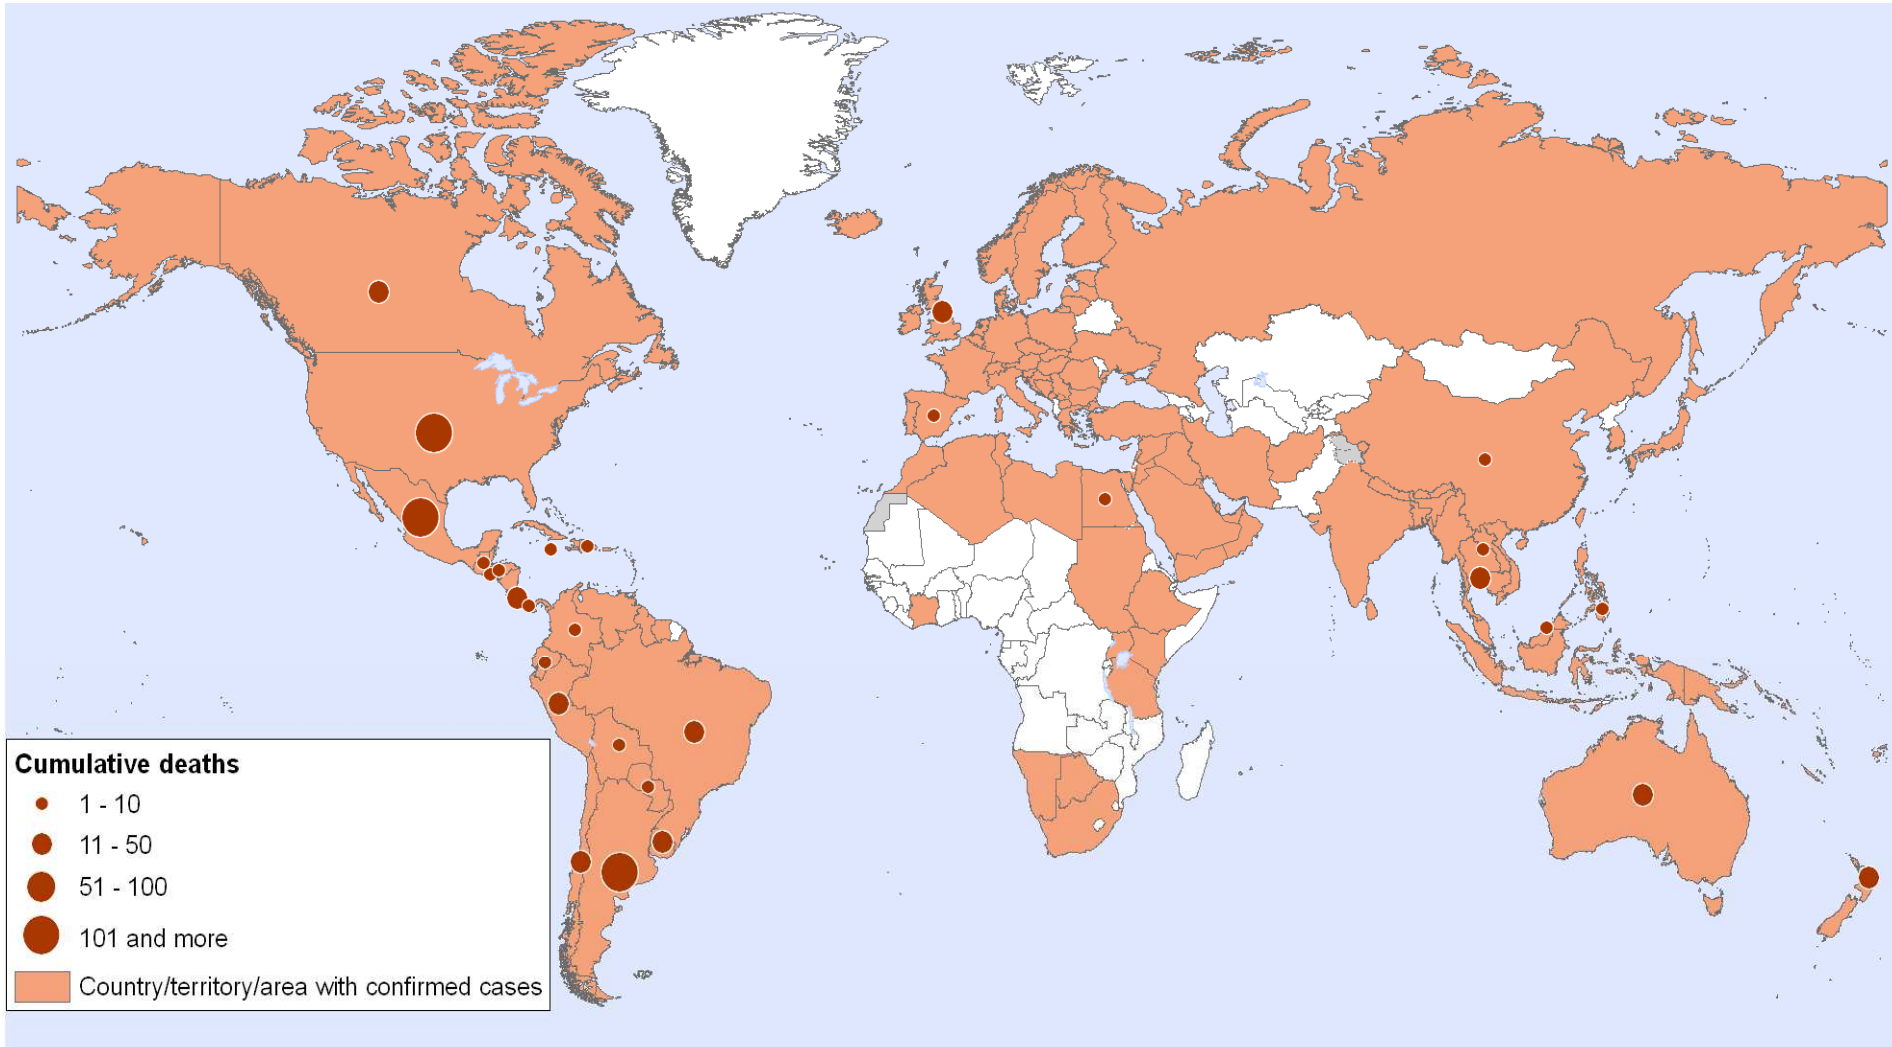 Cumulative deaths
1 - 10
11 - 50
51 - 100
101 and more
Country/territory/area with confirmed cases